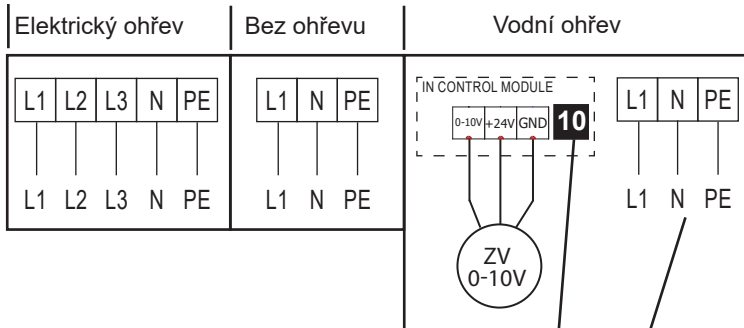 Elektrický ohřev
Bez ohřevu
Vodní ohřev
L1 L2 L3 N PE
L1 L2 L3 N PE
L1 N PE
L1 N PE
IN CONTROL MODULE
0-10V +24V GND 10
ZV
0-10V
L1 N PE
L1 N PE